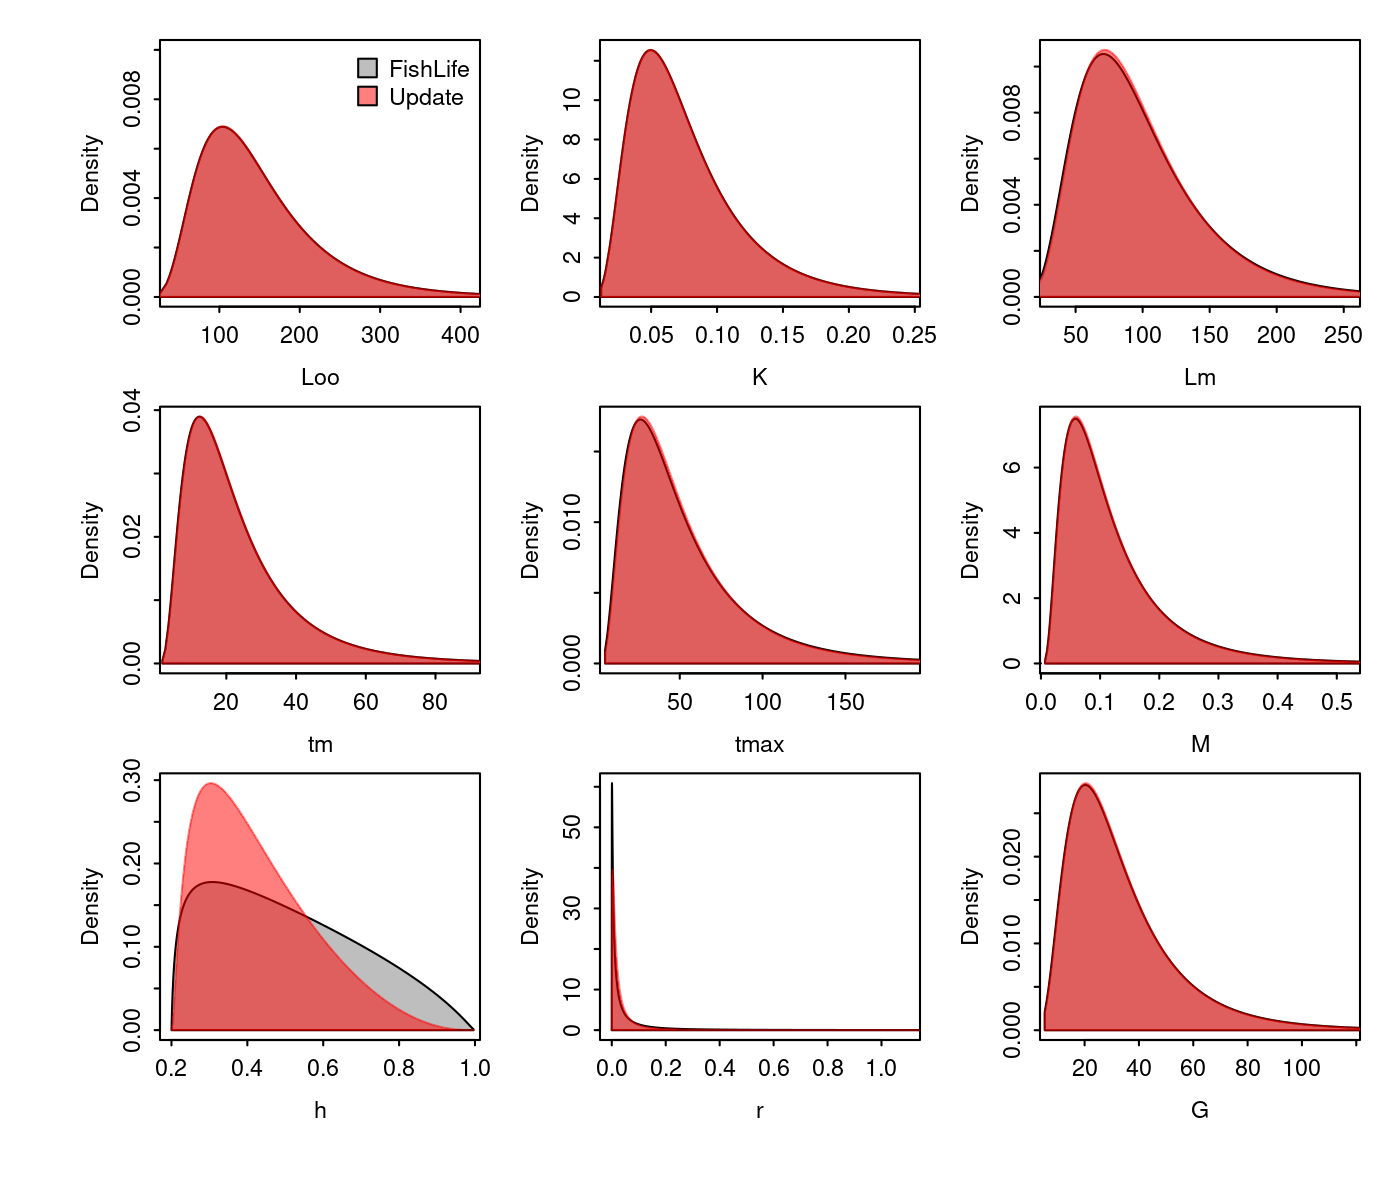 FishLife
Update
Density
0.000 0.004 0.008
100 200 300 400
Loo
Density
0 2 4 6 8 10
0.05 0.10 0.15 0.20 0.25
K
Density
0.000 0.004 0.008
50 100 150 200 250
Lm
Density
0.00 0.02 0.04
20 40 60 80
tm
Density
0.000 0.010
50 100 150
tmax
Density
0 2 4 6
0.0 0.1 0.2 0.3 0.4 0.5
M
Density
0.00 0.10 0.20 0.30
0.2 0.4 0.6 0.8 1.0
h
Density
0 10 30 50
0.0 0.2 0.4 0.6 0.8 1.0
r
Density
0.000 0.010 0.020
20 40 60 80 100
G